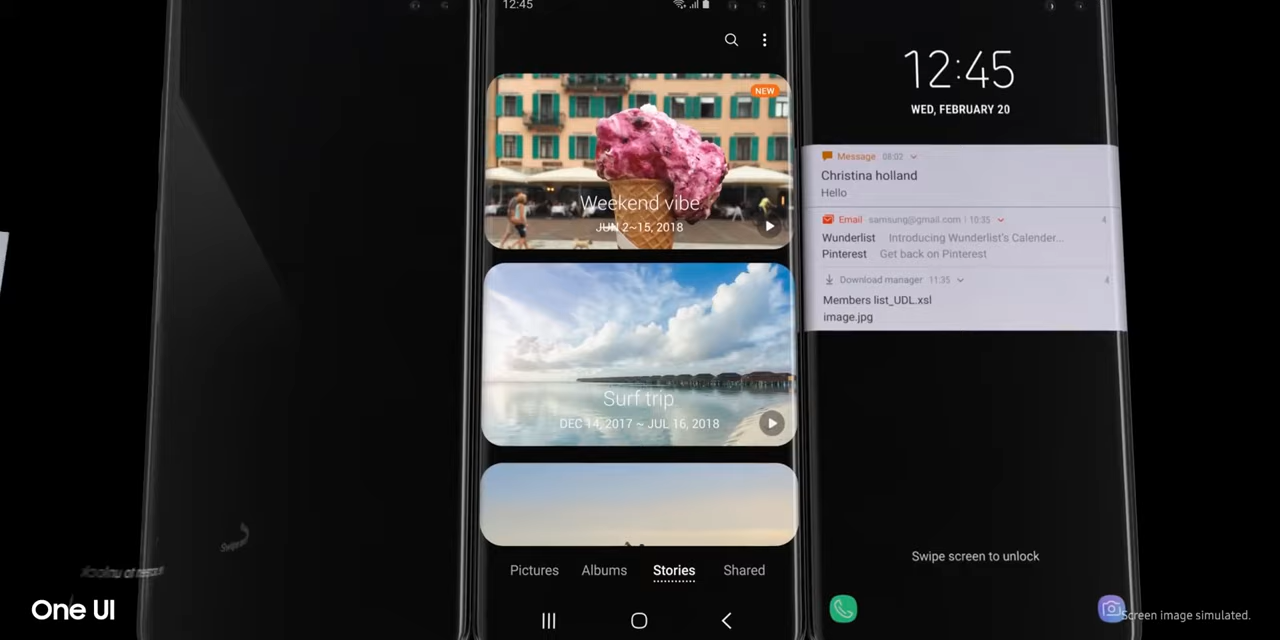 12:45
NEW
Weekend vibe
JUN 2~15, 2018
Surf trip
DEC 14, 2017 ~ JUL 16, 2018
Pictures Albums Stories Shared
12:45
WED, FEBRUARY 20
Message 08:02
Christina holland
Hello
Email samsung@gmail.com | 10:35 4
Wunderlist Introducing Wunderlist's Calender...
Pinterest Get back on Pinterest
Download manager 11:35 4
Members list_UDL.xsl
image.jpg
Swipe screen to unlock
One UI
Screen image simulated.